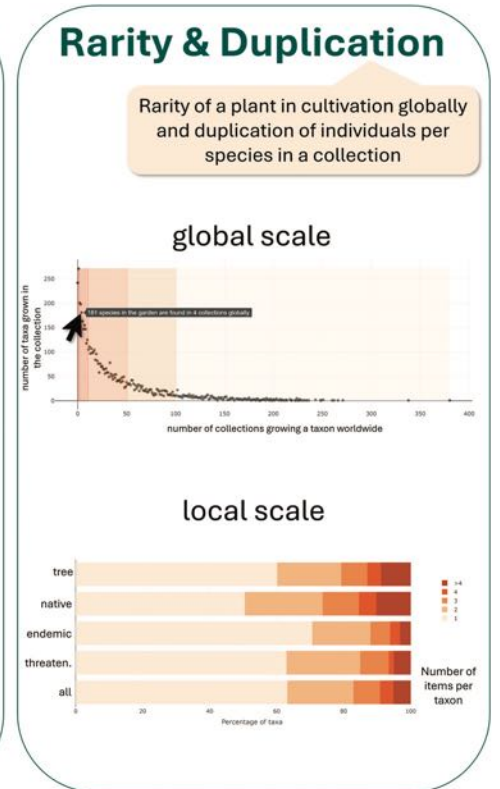 Rarity & Duplication
Rarity of a plant in cultivation globally
and duplication of individuals per
species in a collection
global scale
number of taxa grown in
the collection
250
200
150
100
50
0
181 species in the garden are found in 4 collections globally
0 50 100 150 200 250 300 350 400
number of collections growing a taxon worldwide
local scale
tree
native
endemic
threaten.
all
>4
4
3
2
1
Number of
items per
taxon
0 20 40 60 80 100
Percentage of taxa